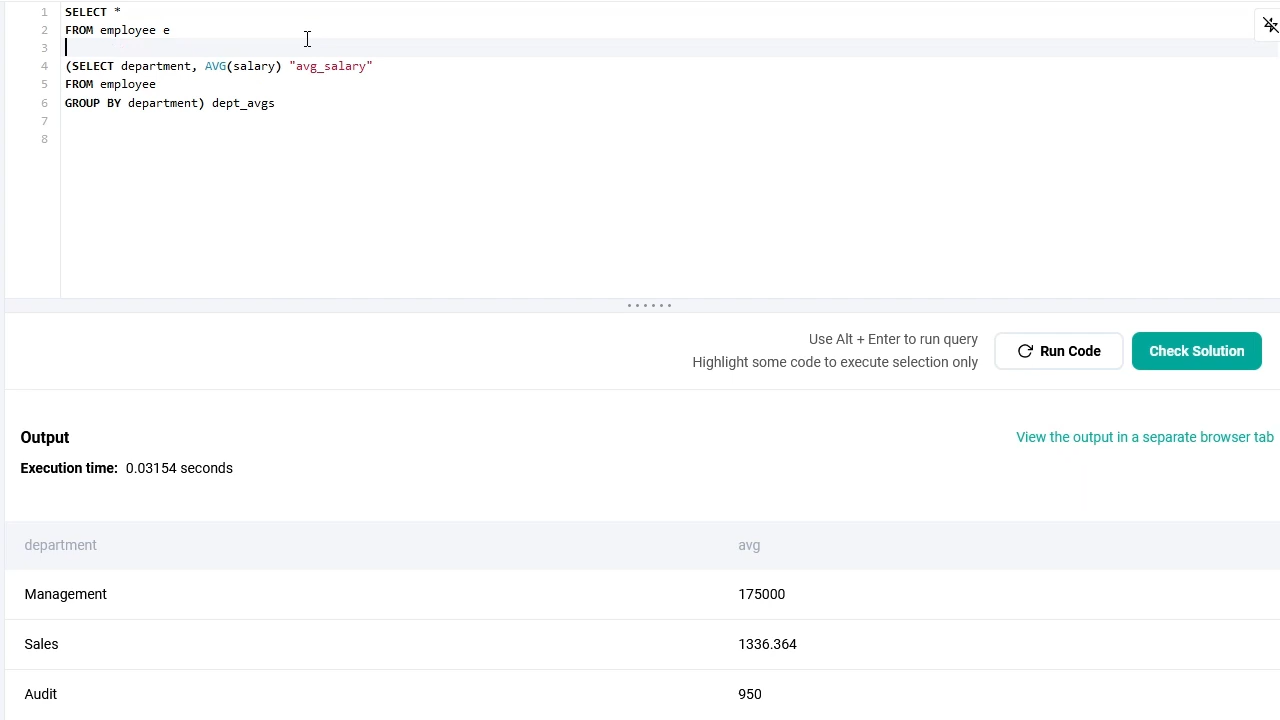 1 SELECT *
2 FROM employee e
3
4 (SELECT department, AVG(salary) "avg_salary"
5 FROM employee
6 GROUP BY department) dept_avgs
7
8
Use Alt + Enter to run query
Highlight some code to execute selection only
Run Code
Check Solution
Output
View the output in a separate browser tab
Execution time: 0.03154 seconds
department avg
Management 175000
Sales 1336.364
Audit 950